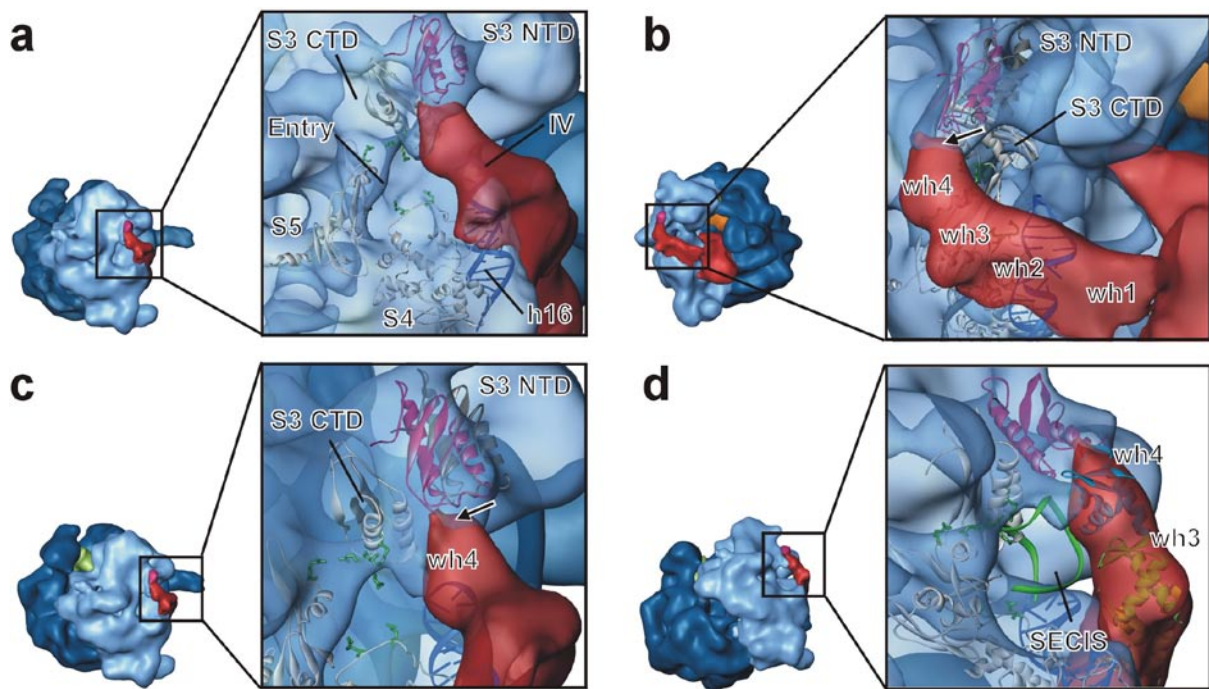 a
S3 CTD
S3 NTD
Entry
IV
S5
S4
h16
b
S3 NTD
S3 CTD
wh4
wh3
wh2
wh1
c
S3 NTD
S3 CTD
wh4
d
wh4
wh3
SECIS